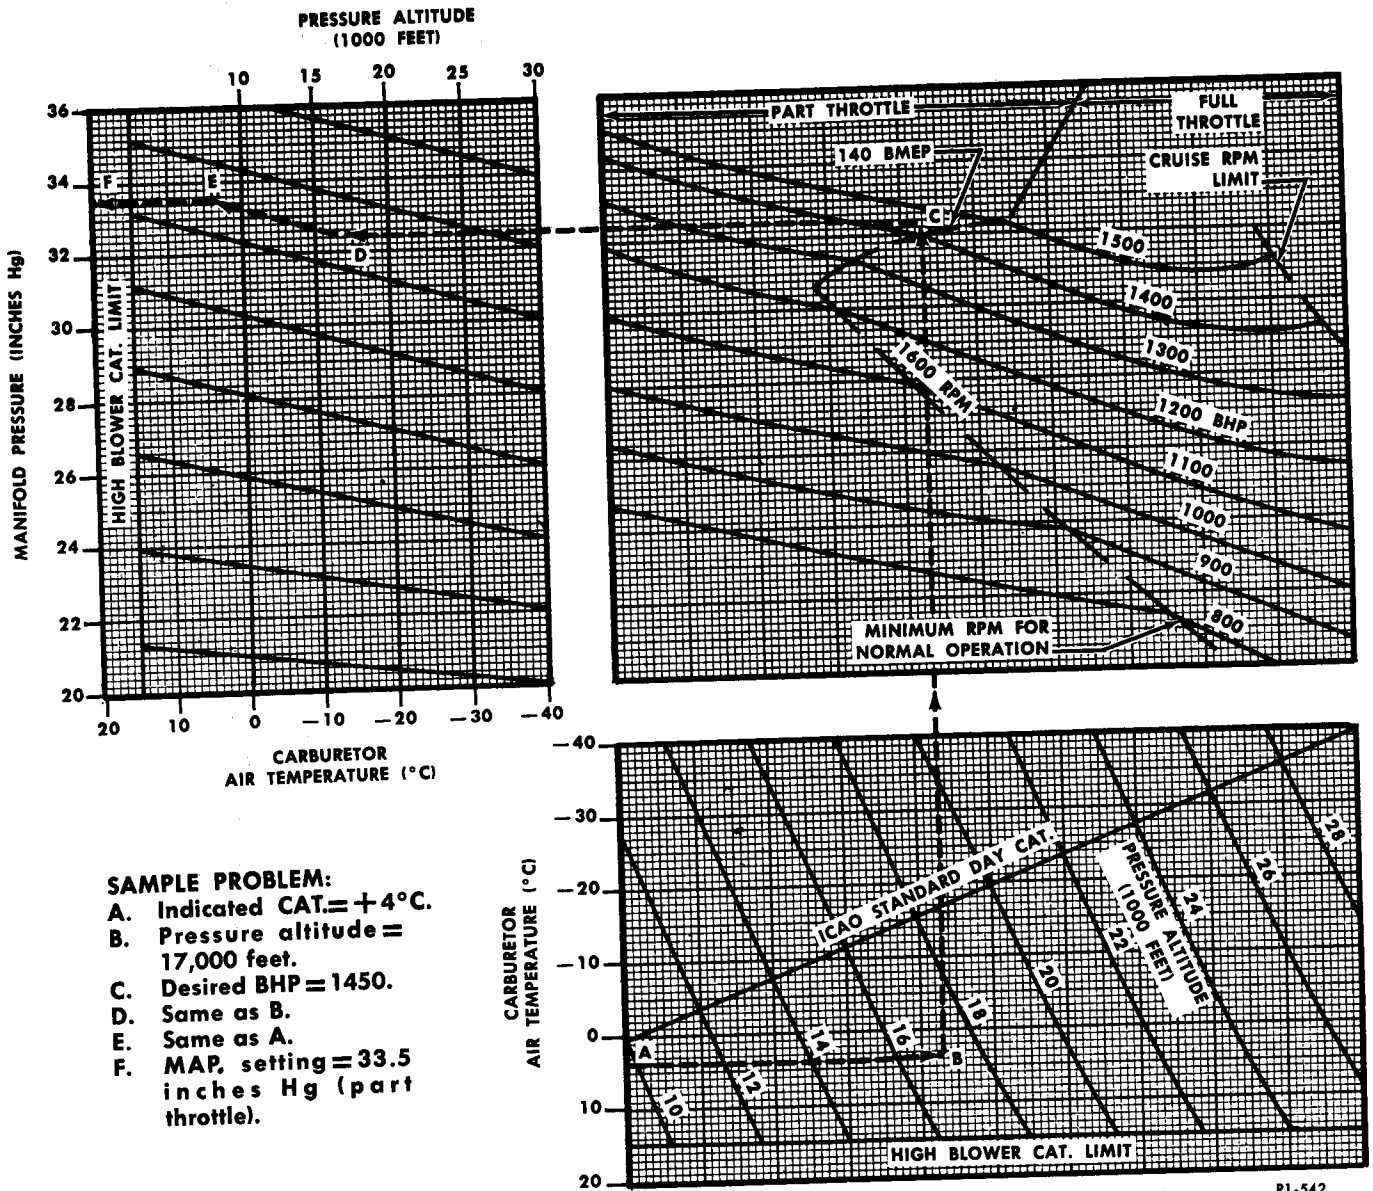 PRESSURE ALTITUDE
(1000 FEET)
10 15 20 25 30
36
34
32
30
28
26
24
22
20
MANIFOLD PRESSURE (INCHES Hg)
HIGH BLOWER CAT. LIMIT
F
E
D
20 10 0 −10 −20 −30 −40
CARBURETOR
AIR TEMPERATURE (°C)
PART THROTTLE
FULL
THROTTLE
140 BMEP
CRUISE RPM
LIMIT
C
1500
1400
1300
1200 BHP
1100
1000
900
800
1600 RPM
MINIMUM RPM FOR
NORMAL OPERATION
−40
−30
−20
−10
0
10
20
CARBURETOR
AIR TEMPERATURE (°C)
ICAO STANDARD DAY CAT.
PRESSURE ALTITUDE
(1000 FEET)
A
B
10
12
14
16
18
20
22
24
26
28
HIGH BLOWER CAT. LIMIT
SAMPLE PROBLEM:
A. Indicated CAT.=+4°C.
B. Pressure altitude=
17,000 feet.
C. Desired BHP=1450.
D. Same as B.
E. Same as A.
F. MAP. setting=33.5
inches Hg (part
throttle).
R1-542